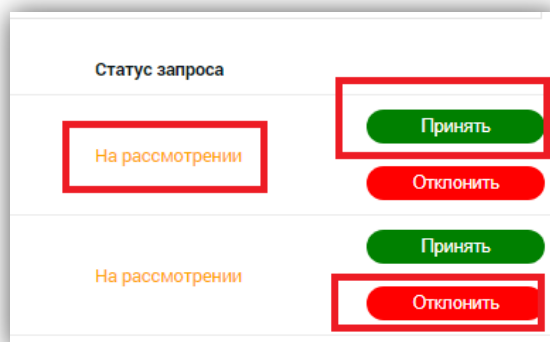 Статус запроса
Принять
На рассмотрении
Отклонить
Принять
На рассмотрении
Отклонить